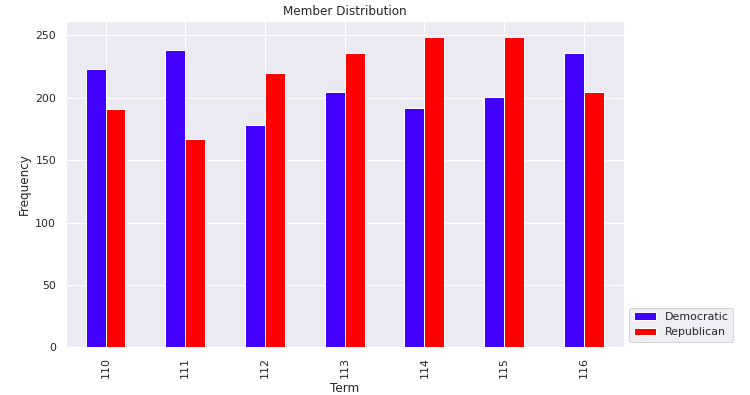 Member Distribution
Frequency
250
200
150
100
50
0
110
111
112
113
114
115
116
Term
Democratic
Republican